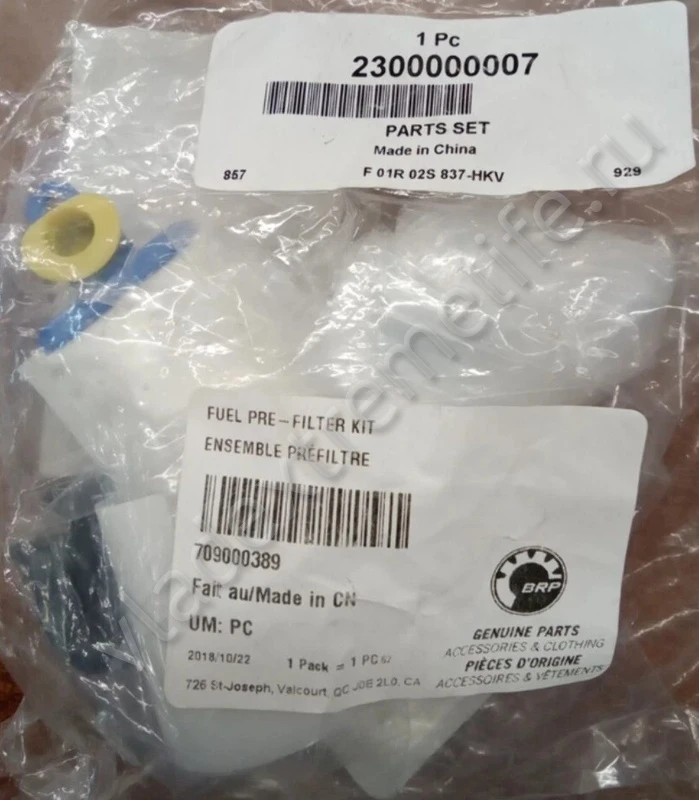 1 Pc
2300000007
PARTS SET
Made in China
857 F 01R 02S 837-HKV 929
FUEL PRE-FILTER KIT
ENSEMBLE PRÉFILTRE
709000389
Fait au/Made in CN
UM: PC
2018/10/22 1 Pack = 1 PC
726 St-Joseph, Valcourt, QC J0E 2L0, CA
BRP
GENUINE PARTS
ACCESSORIES & CLOTHING
PIÈCES D'ORIGINE
ACCESSOIRES & VÊTEMENTS